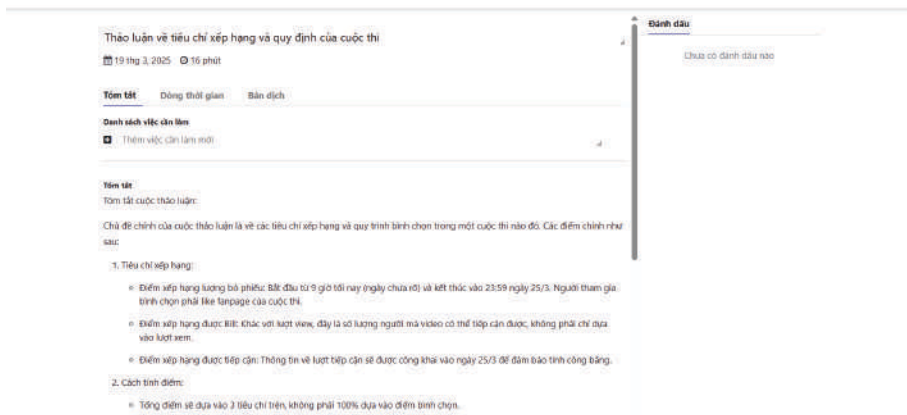 Thảo luận về tiêu chí xếp hạng và quy định của cuộc thi
19 thg 3, 2025 16 phút
Tóm tắt Dòng thời gian Bản dịch
Danh sách việc cần làm
Thêm việc cần làm mới
Tóm tắt
Tóm tắt cuộc thảo luận:
Chủ đề chính của cuộc thảo luận là về các tiêu chí xếp hạng và quy trình bình chọn trong một cuộc thi nào đó. Các điểm chính như
sau:
1. Tiêu chí xếp hạng:
Điểm xếp hạng lượng bỏ phiếu: Bắt đầu từ 9 giờ tối nay (ngày chưa rõ) và kết thúc vào 23:59 ngày 25/3. Người tham gia
bình chọn phải like fanpage của cuộc thi.
Điểm xếp hạng được Bill: Khác với lượt view, đây là số lượng người mà video có thể tiếp cận được, không phải chỉ dựa
vào lượt xem.
Điểm xếp hạng được tiếp cận: Thông tin về lượt tiếp cận sẽ được công khai vào ngày 25/3 để đảm bảo tính công bằng.
2. Cách tính điểm:
Tổng điểm sẽ dựa vào 3 tiêu chí trên, không phải 100% dựa vào điểm bình chọn.
Đánh dấu
Chưa có đánh dấu nào